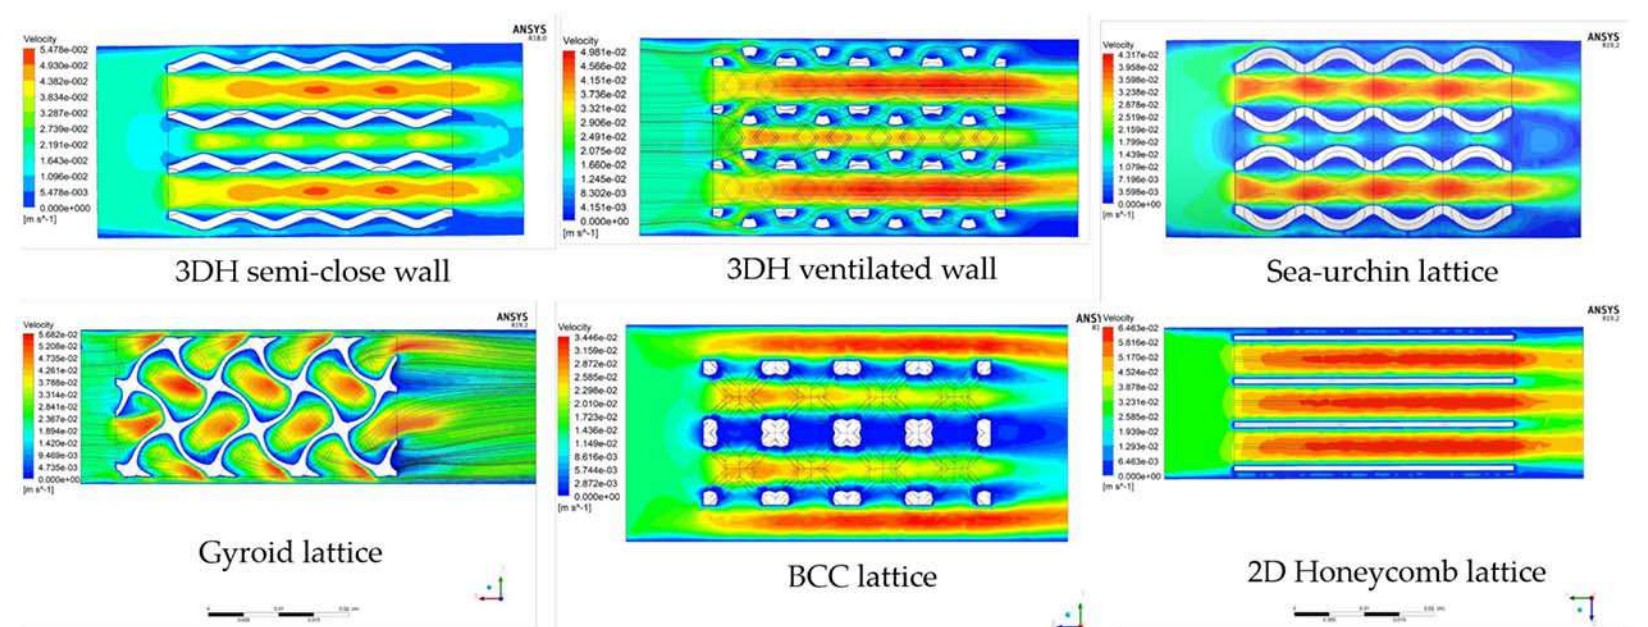 ANSYS
R18.0
Velocity
5.478e-002
4.930e-002
4.382e-002
3.834e-002
3.287e-002
2.739e-002
2.191e-002
1.643e-002
1.096e-002
5.478e-003
0.000e+000
[m s^-1]
3DH semi-close wall
ANSYS
R19.2
Velocity
4.981e-02
4.566e-02
4.151e-02
3.736e-02
3.321e-02
2.906e-02
2.491e-02
2.075e-02
1.660e-02
1.245e-02
8.302e-03
4.151e-03
0.000e+00
[m s^-1]
3DH ventilated wall
ANSYS
R19.2
Velocity
4.317e-02
3.958e-02
3.598e-02
3.238e-02
2.878e-02
2.519e-02
2.159e-02
1.799e-02
1.439e-02
1.079e-02
7.196e-03
3.598e-03
0.000e+00
[m s^-1]
Sea-urchin lattice
ANSYS
R19.2
Velocity
5.682e-02
5.208e-02
4.735e-02
4.261e-02
3.788e-02
3.314e-02
2.841e-02
2.367e-02
1.894e-02
1.420e-02
9.469e-03
4.735e-03
0.000e+00
[m s^-1]
Gyroid lattice
ANSY
Velocity
3.446e-02
3.159e-02
2.872e-02
2.585e-02
2.298e-02
2.010e-02
1.723e-02
1.436e-02
1.149e-02
8.616e-03
5.744e-03
2.872e-03
0.000e+00
[m s^-1]
BCC lattice
ANSYS
R19.2
Velocity
6.463e-02
5.816e-02
5.170e-02
4.524e-02
3.878e-02
3.231e-02
2.585e-02
1.939e-02
1.293e-02
6.463e-03
0.000e+00
[m s^-1]
2D Honeycomb lattice